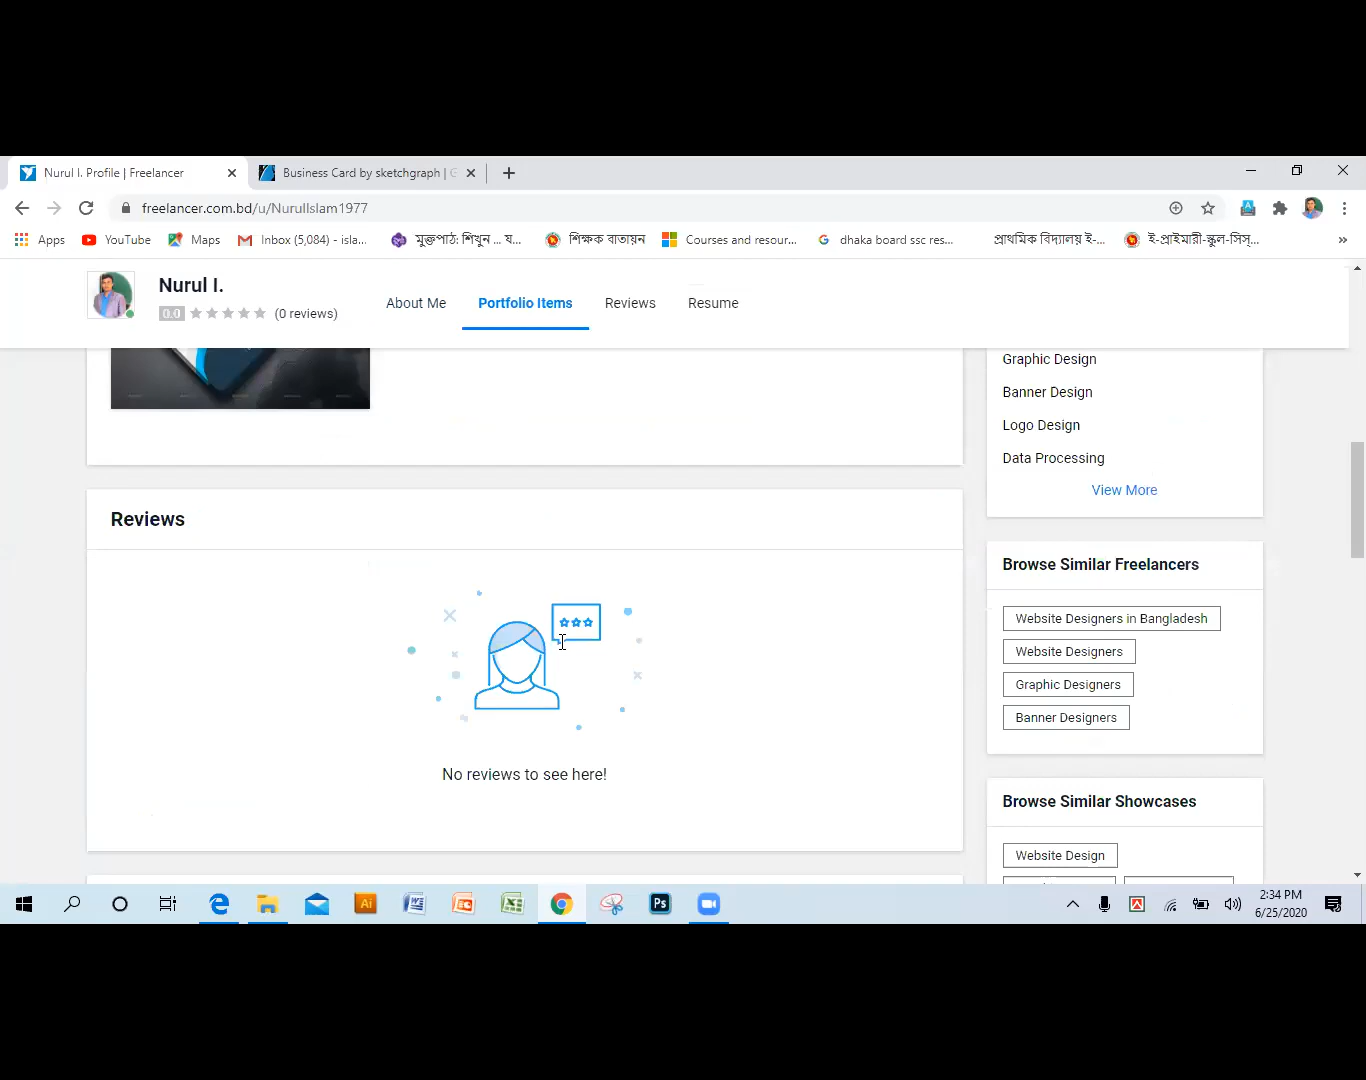 Nurul I. Profile | Freelancer
Business Card by sketchgraph | G
freelancer.com.bd/u/NurulIslam1977
Apps
YouTube
Maps
Inbox (5,084) - isla...
মুক্তপাঠ: শিখুন ... য...
শিক্ষক বাতায়ন
Courses and resour...
dhaka board ssc res...
প্রাথমিক বিদ্যালয় ই-...
ই-প্রাইমারী-স্কুল-সিস্...
»
Nurul I.
0.0
(0 reviews)
About Me
Portfolio Items
Reviews
Resume
Graphic Design
Banner Design
Logo Design
Data Processing
View More
Reviews
No reviews to see here!
Browse Similar Freelancers
Website Designers in Bangladesh
Website Designers
Graphic Designers
Banner Designers
Browse Similar Showcases
Website Design
Ai
Ps
2:34 PM
6/25/2020